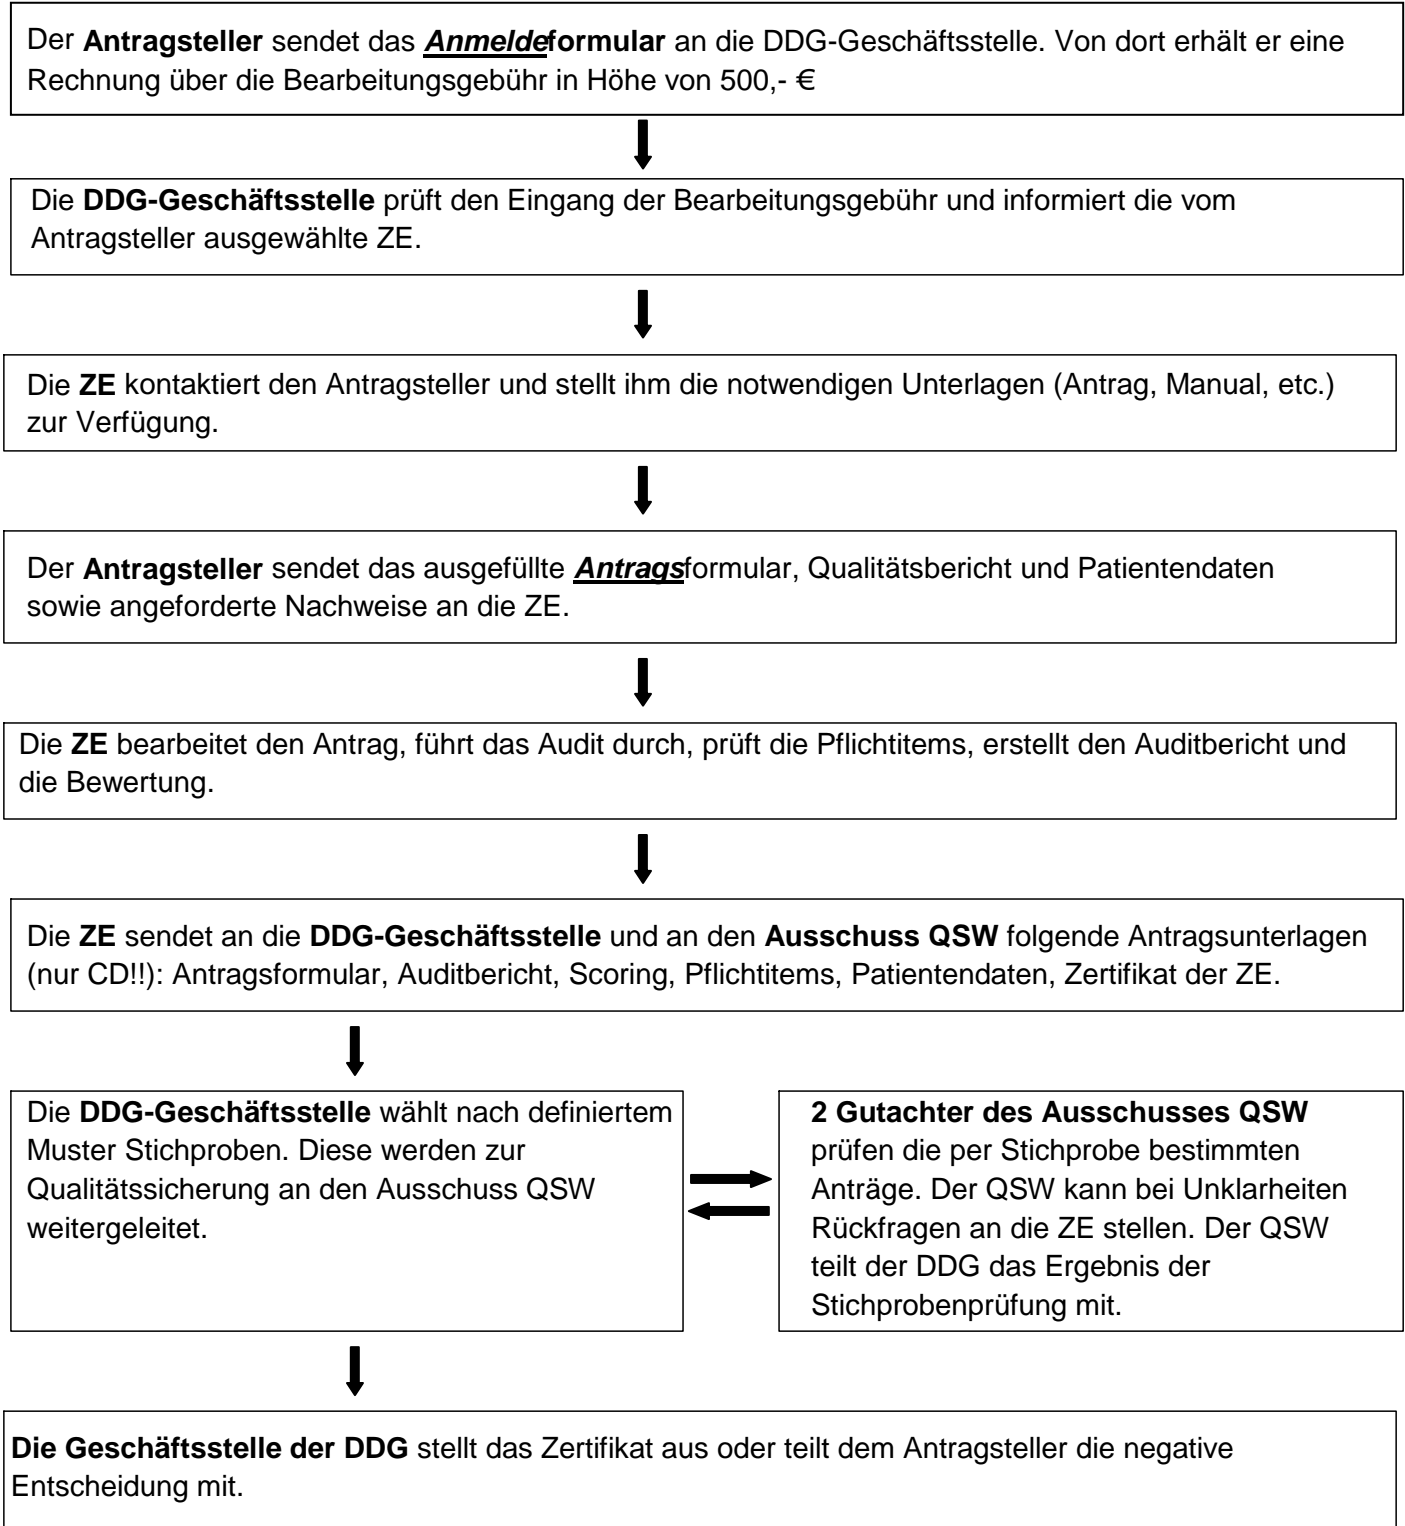 Der Antragsteller sendet das Anmeldeformular an die DDG-Geschäftsstelle. Von dort erhält er eine
Rechnung über die Bearbeitungsgebühr in Höhe von 500,- €
Die DDG-Geschäftsstelle prüft den Eingang der Bearbeitungsgebühr und informiert die vom
Antragsteller ausgewählte ZE.
Die ZE kontaktiert den Antragsteller und stellt ihm die notwendigen Unterlagen (Antrag, Manual, etc.)
zur Verfügung.
Der Antragsteller sendet das ausgefüllte Antragsformular, Qualitätsbericht und Patientendaten
sowie angeforderte Nachweise an die ZE.
Die ZE bearbeitet den Antrag, führt das Audit durch, prüft die Pflichtitems, erstellt den Auditbericht und
die Bewertung.
Die ZE sendet an die DDG-Geschäftsstelle und an den Ausschuss QSW folgende Antragsunterlagen
(nur CD!!): Antragsformular, Auditbericht, Scoring, Pflichtitems, Patientendaten, Zertifikat der ZE.
Die DDG-Geschäftsstelle wählt nach definiertem
Muster Stichproben. Diese werden zur
Qualitätssicherung an den Ausschuss QSW
weitergeleitet.
2 Gutachter des Ausschusses QSW
prüfen die per Stichprobe bestimmten
Anträge. Der QSW kann bei Unklarheiten
Rückfragen an die ZE stellen. Der QSW
teilt der DDG das Ergebnis der
Stichprobenprüfung mit.
Die Geschäftsstelle der DDG stellt das Zertifikat aus oder teilt dem Antragsteller die negative
Entscheidung mit.